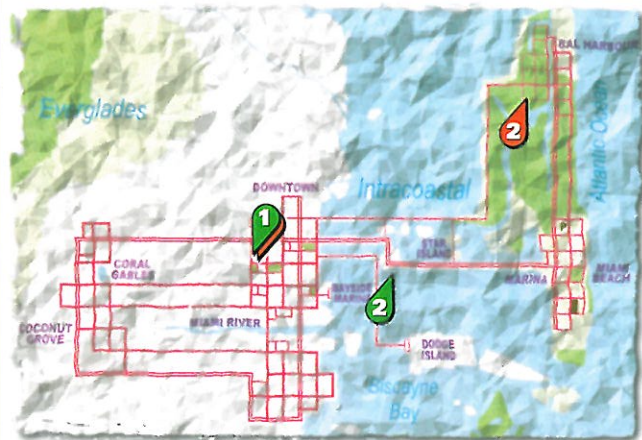 BAL HARBOUR
Everglades
2
Atlantic Ocean
DOWNTOWN
Intracoastal
1
P
STAR
ISLAND
CORAL
GABLES
MARINA
MIAMI
BEACH
BAYSIDE
MARINA
2
MIAMI RIVER
COCONUT
GROVE
DODGE
ISLAND
Biscayne
Bay